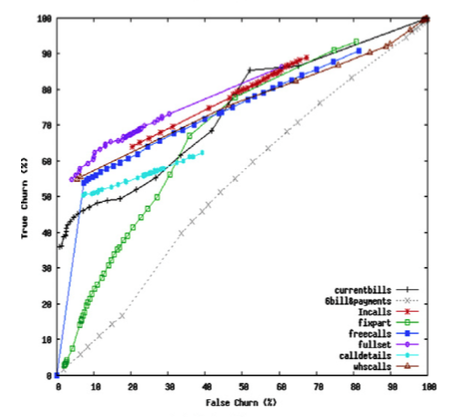 100
90
80
70
60
50
40
30
20
10
0
True Churn (%)
0 10 20 30 40 50 60 70 80 90 100
False Churn (%)
currentbills
6bill&payments
Incalls
fixpart
freecalls
fullset
calldetails
whscalls